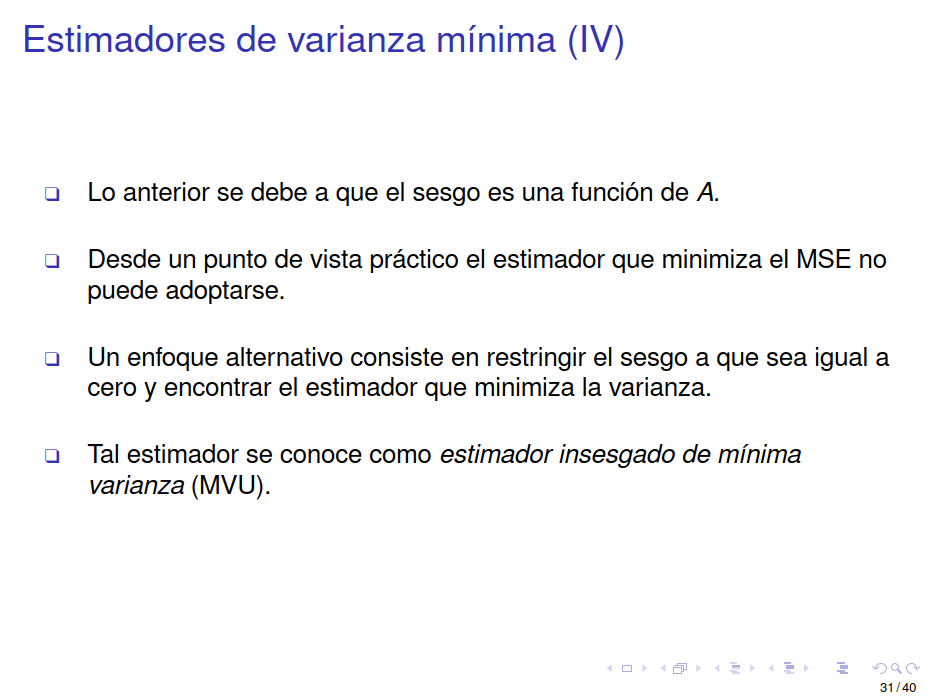 Estimadores de varianza mínima (IV)
Lo anterior se debe a que el sesgo es una función de A.
Desde un punto de vista práctico el estimador que minimiza el MSE no
puede adoptarse.
Un enfoque alternativo consiste en restringir el sesgo a que sea igual a
cero y encontrar el estimador que minimiza la varianza.
Tal estimador se conoce como estimador insesgado de mínima
varianza (MVU).
31 / 40